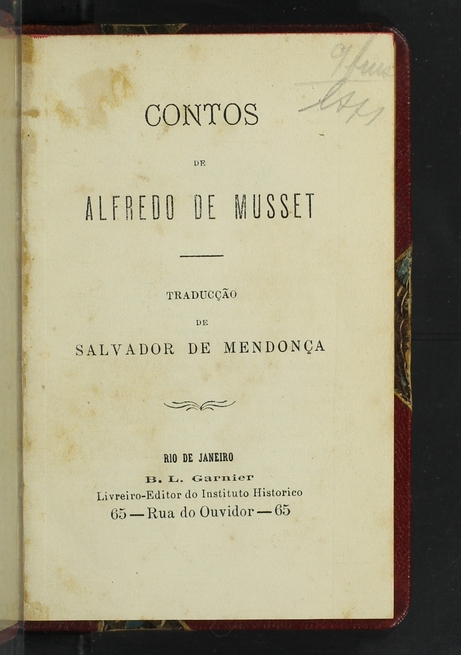 CONTOS
DE
ALFREDO DE MUSSET
TRADUCÇÃO
DE
SALVADOR DE MENDONÇA
RIO DE JANEIRO
B. L. Garnier
Livreiro-Editor do Instituto Historico
65 — Rua do Ouvidor — 65